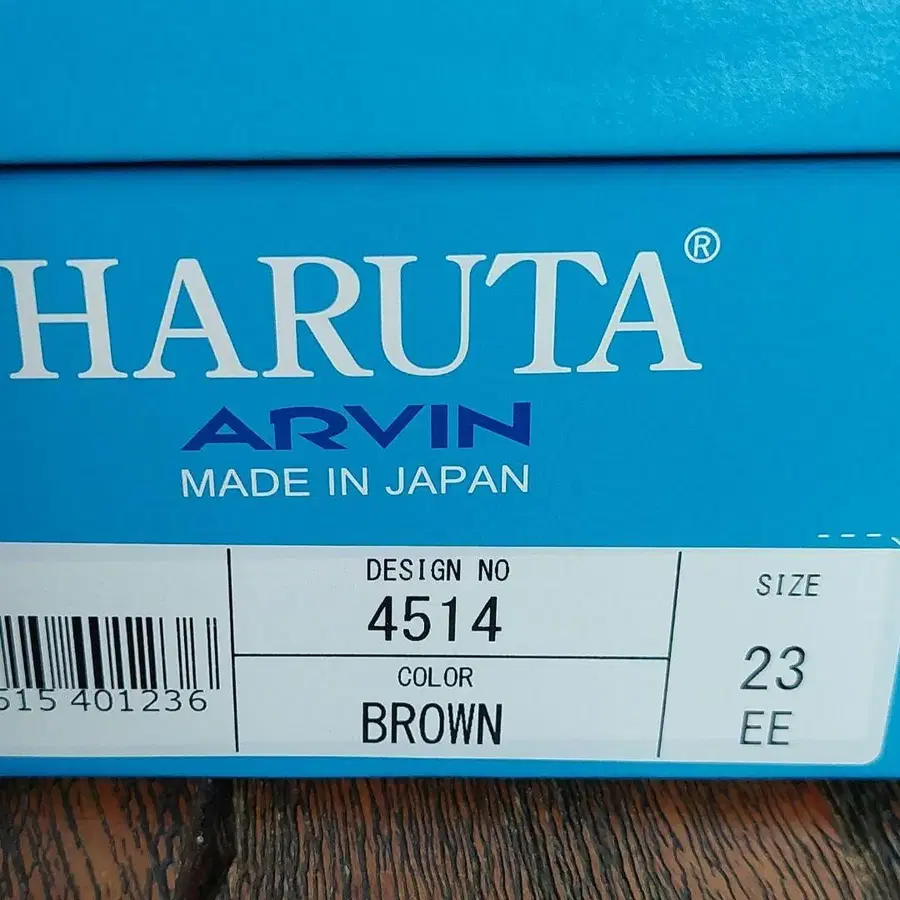 HARUTA®
ARVIN
MADE IN JAPAN
DESIGN NO
4514
COLOR
BROWN
SIZE
23
EE
515 401236